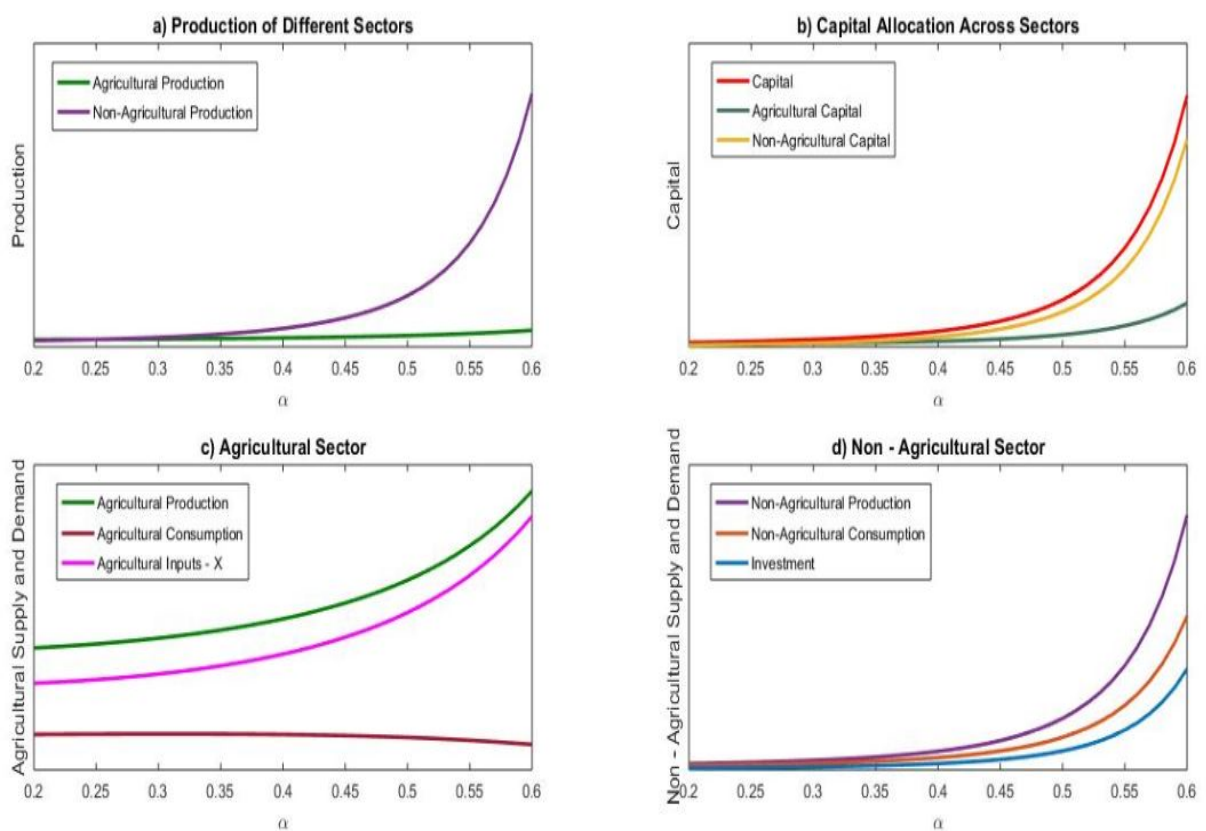 a) Production of Different Sectors
Production
Agricultural Production
Non-Agricultural Production
0.2 0.25 0.3 0.35 0.4 0.45 0.5 0.55 0.6
α
b) Capital Allocation Across Sectors
Capital
Capital
Agricultural Capital
Non-Agricultural Capital
0.2 0.25 0.3 0.35 0.4 0.45 0.5 0.55 0.6
α
c) Agricultural Sector
Agricultural Supply and Demand
Agricultural Production
Agricultural Consumption
Agricultural Inputs - X
0.2 0.25 0.3 0.35 0.4 0.45 0.5 0.55 0.6
α
d) Non - Agricultural Sector
Non - Agricultural Supply and Demand
Non-Agricultural Production
Non-Agricultural Consumption
Investment
0.2 0.25 0.3 0.35 0.4 0.45 0.5 0.55 0.6
α